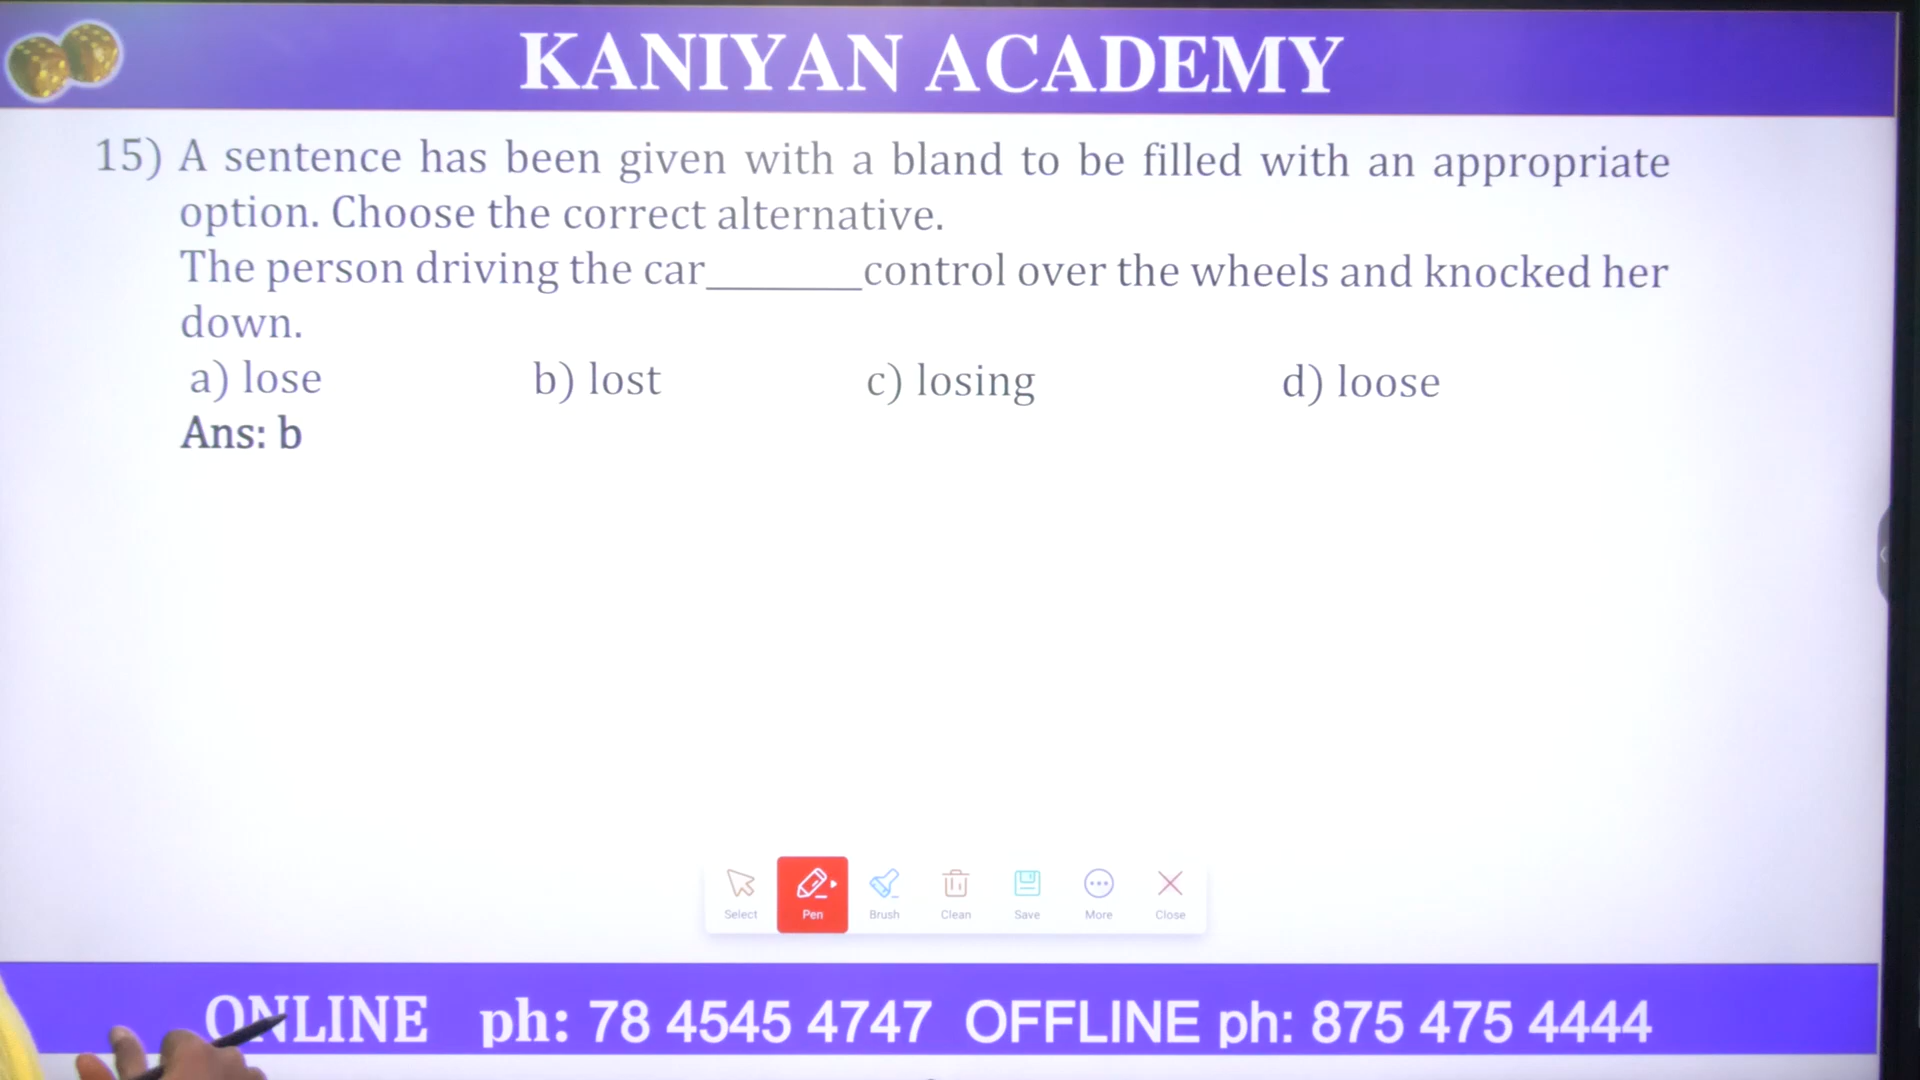 KANIYAN ACADEMY
15) A sentence has been given with a bland to be filled with an appropriate
option. Choose the correct alternative.
The person driving the car_______control over the wheels and knocked her
down.
a) lose b) lost c) losing d) loose
Ans: b
Select Pen Brush Clean Save More Close
ONLINE ph: 78 4545 4747 OFFLINE ph: 875 475 4444